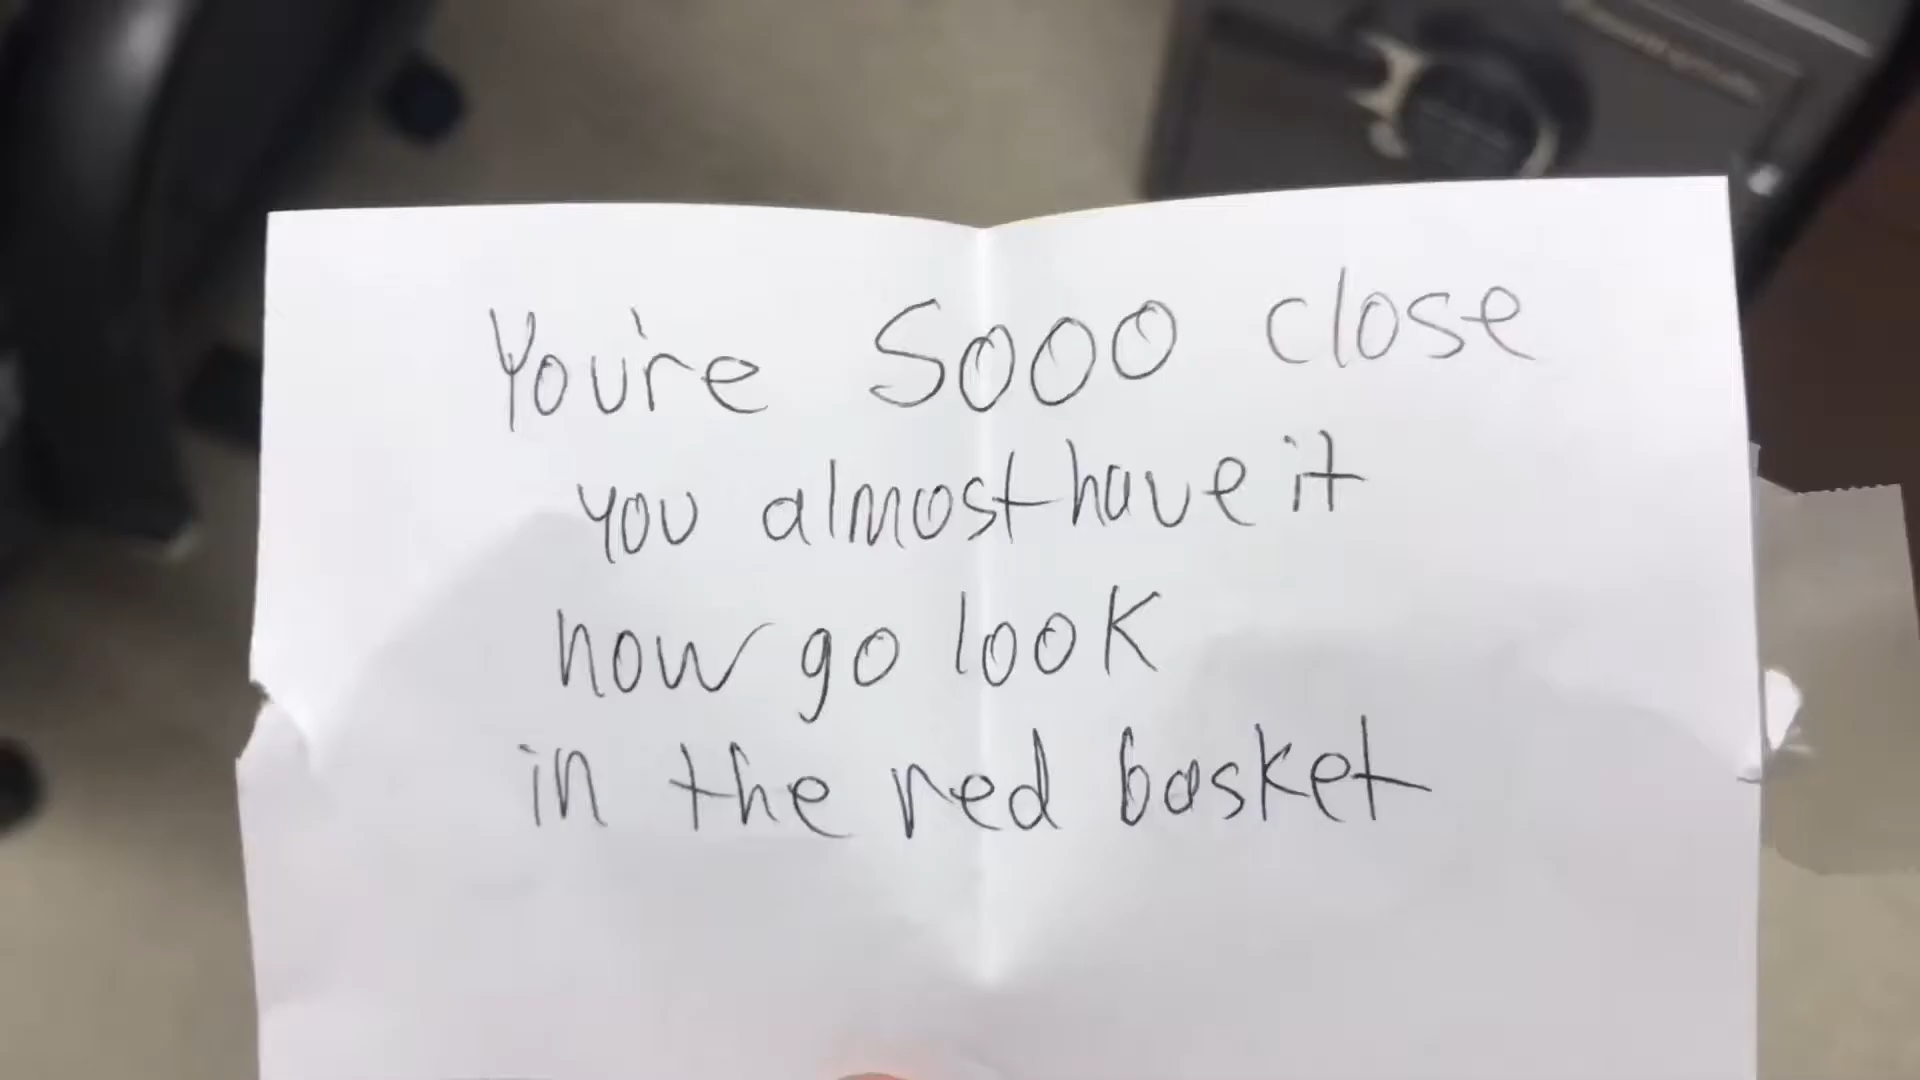 You're Sooo close
you almost have it
now go look
in the red basket